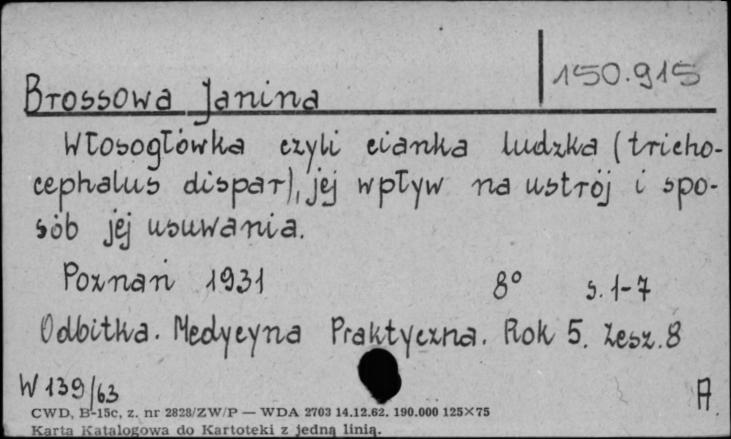 150.915
Brossowa Janina
Włosogłówka czyli cianka ludzka (tricho-
cephalus dispar), jej wpływ na ustrój i spo-
sób jej usuwania.
Poznań 1931 8° s. 1-7
Odbitka. Medycyna Praktyczna. Rok 5. Zesz. 8
W 139/63 A
CWD, B-15c, z. nr 2828/ZW/P — WDA 2703 14.12.62. 190.000 125×75
Karta Katalogowa do Kartoteki z jedną linią.